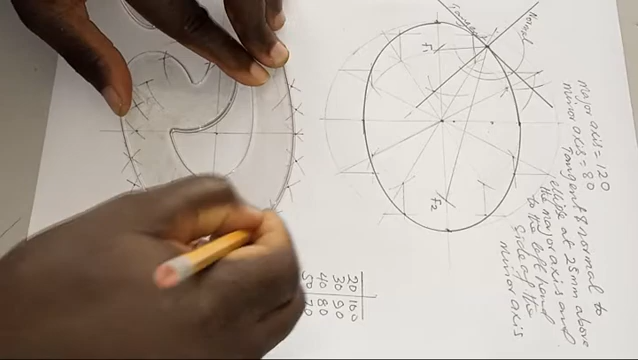 Tangent
Normal
F1
F2
major axis = 120
minor axis = 80
Tangent & normal to
ellipse at 25mm above
the major axis and
to the left hand
side of the
minor axis
20 100
30 90
40 80
50 70